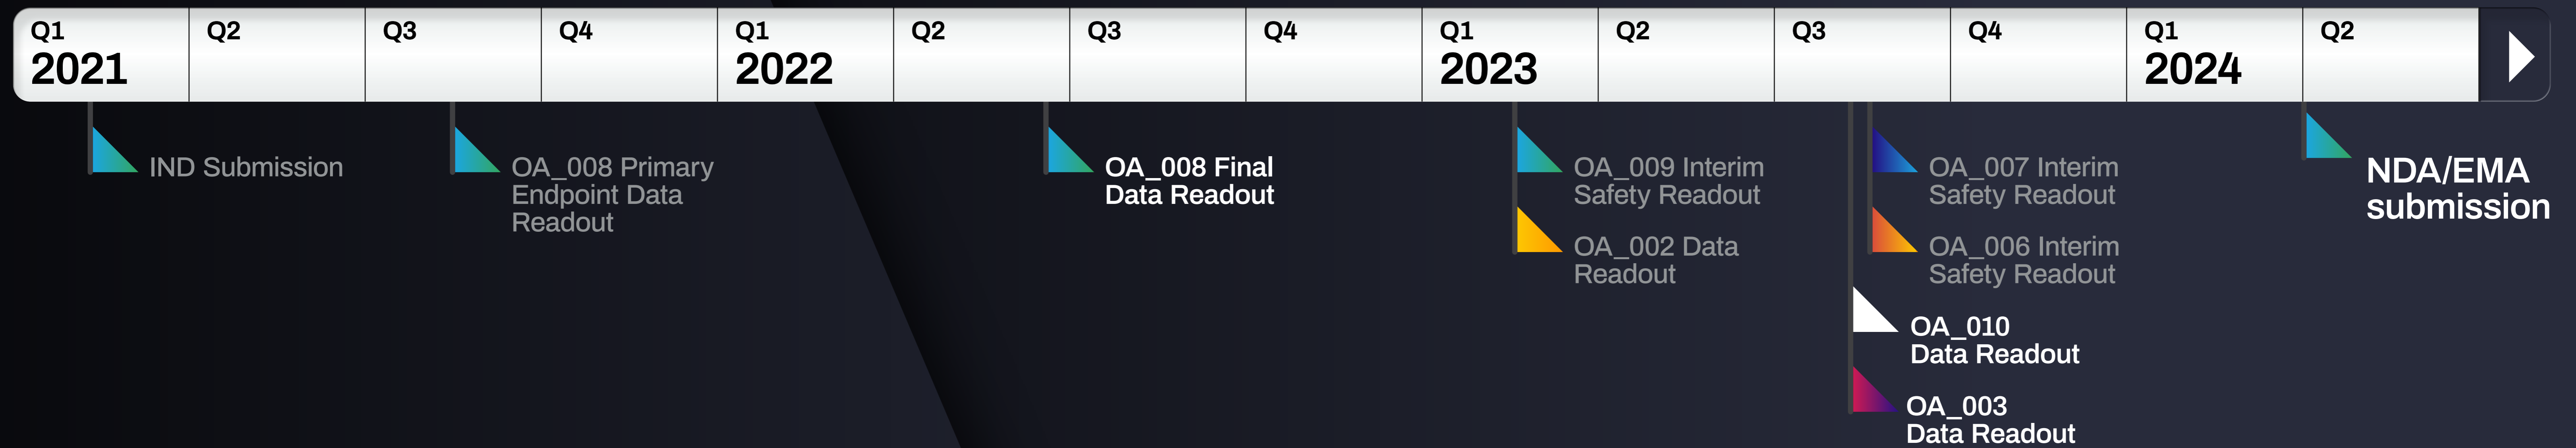 Q1
2021
Q2
Q3
Q4
Q1
2022
Q2
Q3
Q4
Q1
2023
Q2
Q3
Q4
Q1
2024
Q2
IND Submission
OA_008 Primary
Endpoint Data
Readout
OA_008 Final
Data Readout
OA_009 Interim
Safety Readout
OA_002 Data
Readout
OA_007 Interim
Safety Readout
OA_006 Interim
Safety Readout
OA_010
Data Readout
OA_003
Data Readout
NDA/EMA
submission